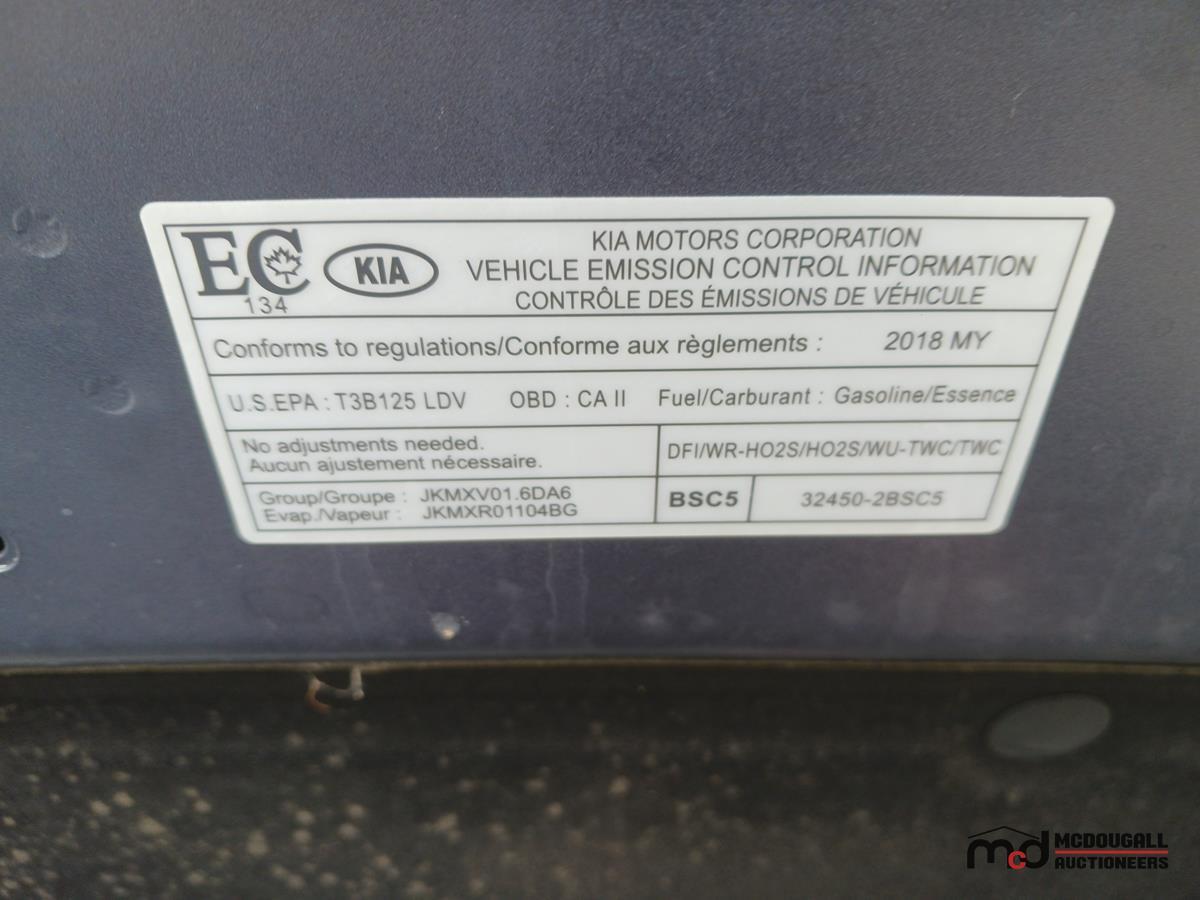 EC
134
KIA
KIA MOTORS CORPORATION
VEHICLE EMISSION CONTROL INFORMATION
CONTRÔLE DES ÉMISSIONS DE VÉHICULE
Conforms to regulations/Conforme aux règlements : 2018 MY
U.S.EPA : T3B125 LDV OBD : CA II Fuel/Carburant : Gasoline/Essence
No adjustments needed.
Aucun ajustement nécessaire.
DFI/WR-HO2S/HO2S/WU-TWC/TWC
Group/Groupe : JKMXV01.6DA6
Evap./Vapeur : JKMXR01104BG
BSC5 32450-2BSC5
mcd
MCDOUGALL
AUCTIONEERS